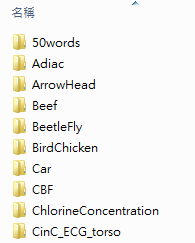 名稱
50words
Adiac
ArrowHead
Beef
BeetleFly
BirdChicken
Car
CBF
ChlorineConcentration
CinC_ECG_torso